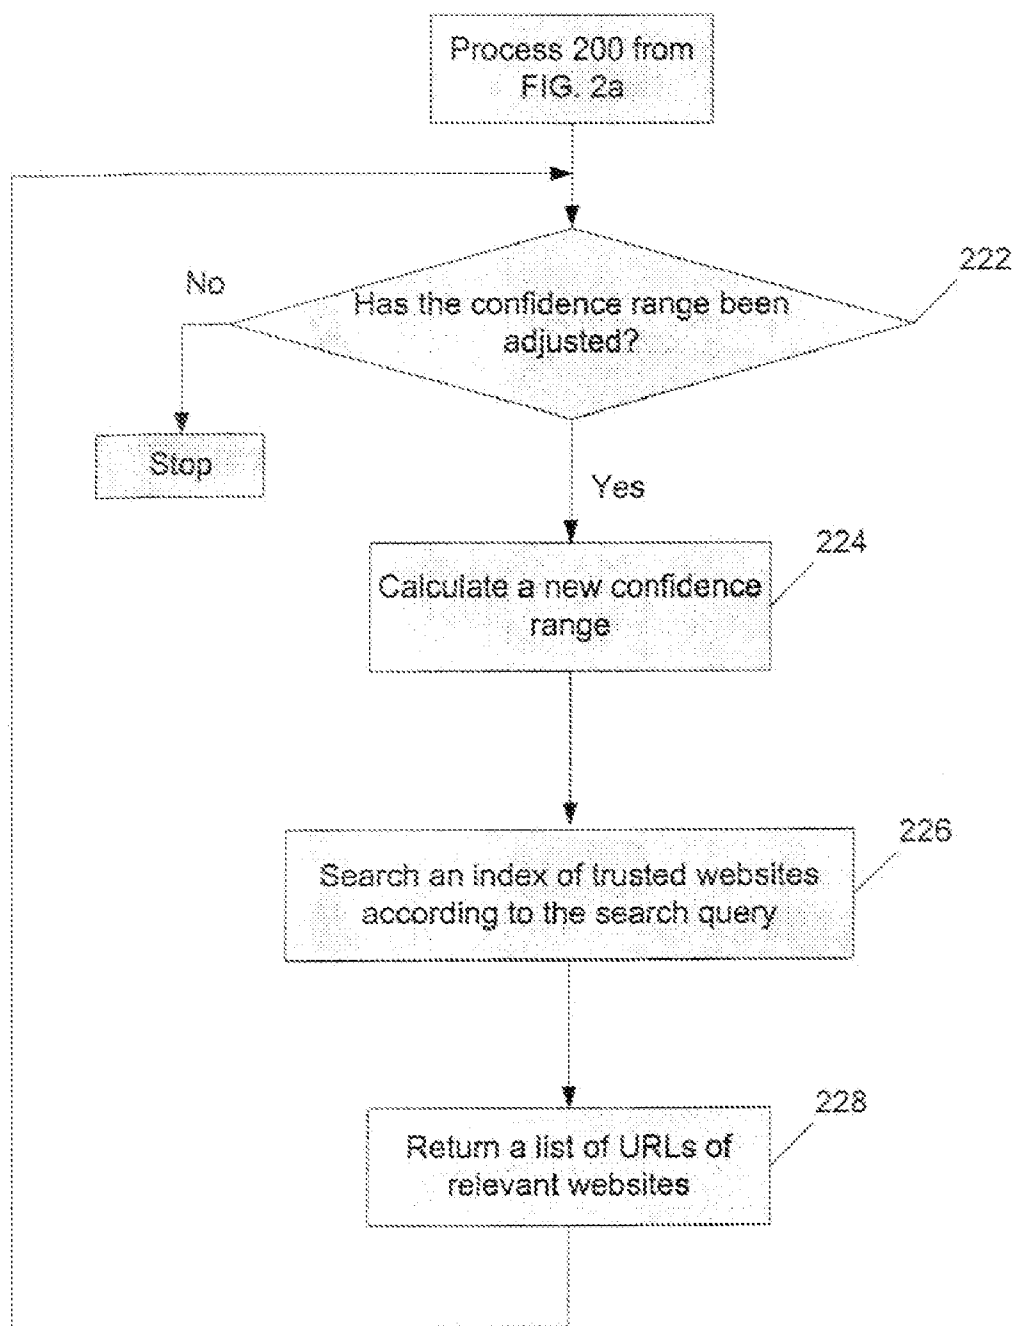 Process 200 from
FIG. 2a
No
222
Has the confidence range been
adjusted?
Stop
Yes
224
Calculate a new confidence
range
226
Search an index of trusted websites
according to the search query
228
Return a list of URLs of
relevant websites